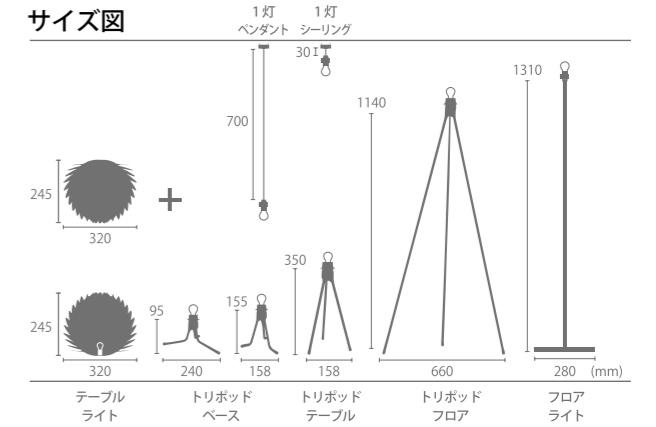 サイズ図
1灯
ペンダント
1灯
シーリング
30
700
1140
1310
245
320
+
350
95
155
245
320
240
158
158
660
280 (mm)
テーブル
ライト
トリポッド
ベース
トリポッド
テーブル
トリポッド
フロア
フロア
ライト